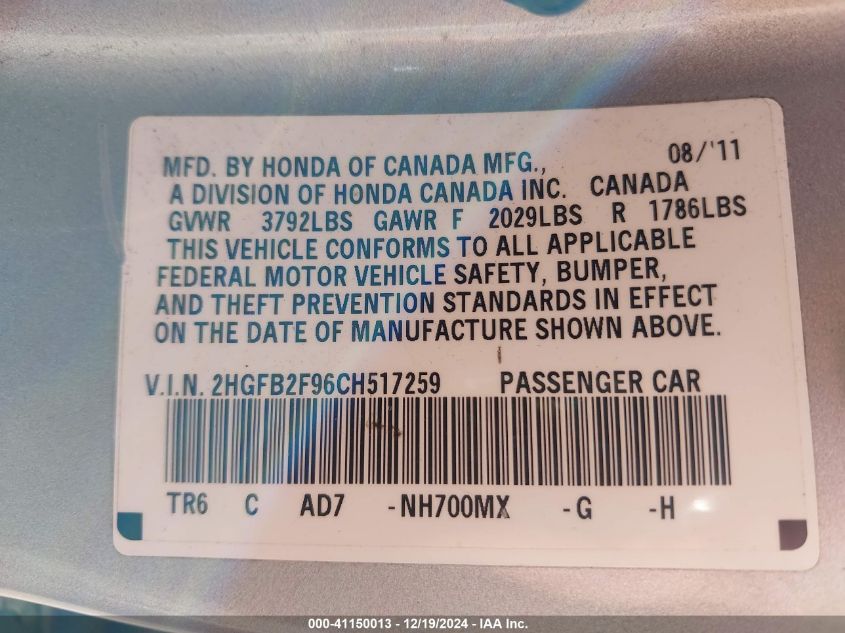 08/'11
MFD. BY HONDA OF CANADA MFG.,
A DIVISION OF HONDA CANADA INC. CANADA
GVWR 3792LBS GAWR F 2029LBS R 1786LBS
THIS VEHICLE CONFORMS TO ALL APPLICABLE
FEDERAL MOTOR VEHICLE SAFETY, BUMPER,
AND THEFT PREVENTION STANDARDS IN EFFECT
ON THE DATE OF MANUFACTURE SHOWN ABOVE.
V.I.N. 2HGFB2F96CH517259 PASSENGER CAR
TR6 C AD7 -NH700MX -G -H
000-41150013 - 12/19/2024 - IAA Inc.